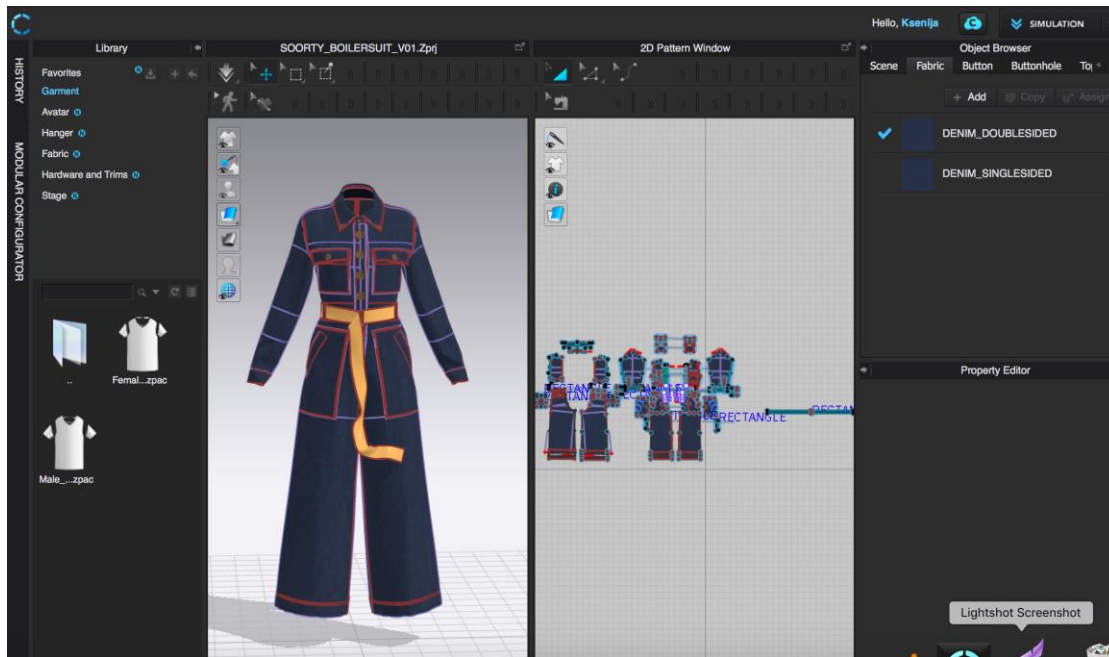 Hello, Ksenija
SIMULATION
HISTORY
MODULAR CONFIGURATOR
Library
Favorites
Garment
Avatar
Hanger
Fabric
Hardware and Trims
Stage
..
Femal...zpac
Male_...zpac
SOORTY_BOILERSUIT_V01.Zprj
2D Pattern Window
RECTANGLE
Object Browser
Scene Fabric Button Buttonhole
+ Add Copy Assign
DENIM_DOUBLESIDED
DENIM_SINGLESIDED
Property Editor
Lightshot Screenshot